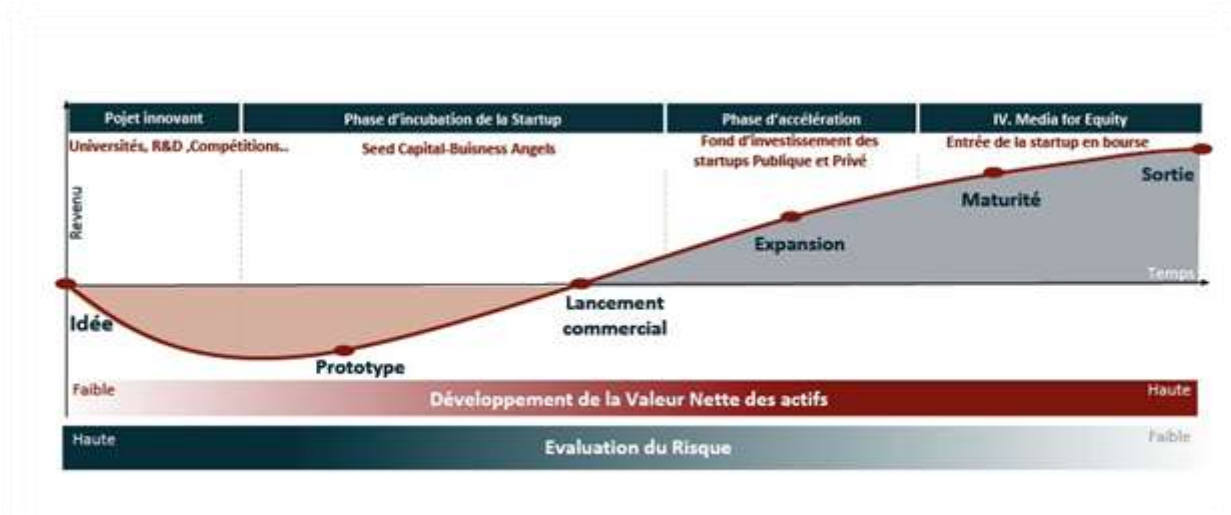 Pojet innovant
Phase d'incubation de la Startup
Phase d'accélération
IV. Media for Equity
Universités, R&D ,Compétitions..
Seed Capital-Buisness Angels
Fond d'investissement des
startups Publique et Privé
Entrée de la startup en bourse
Revenu
Sortie
Maturité
Expansion
Temps
Lancement
commercial
Idée
Prototype
Faible
Développement de la Valeur Nette des actifs
Haute
Haute
Evaluation du Risque
Faible